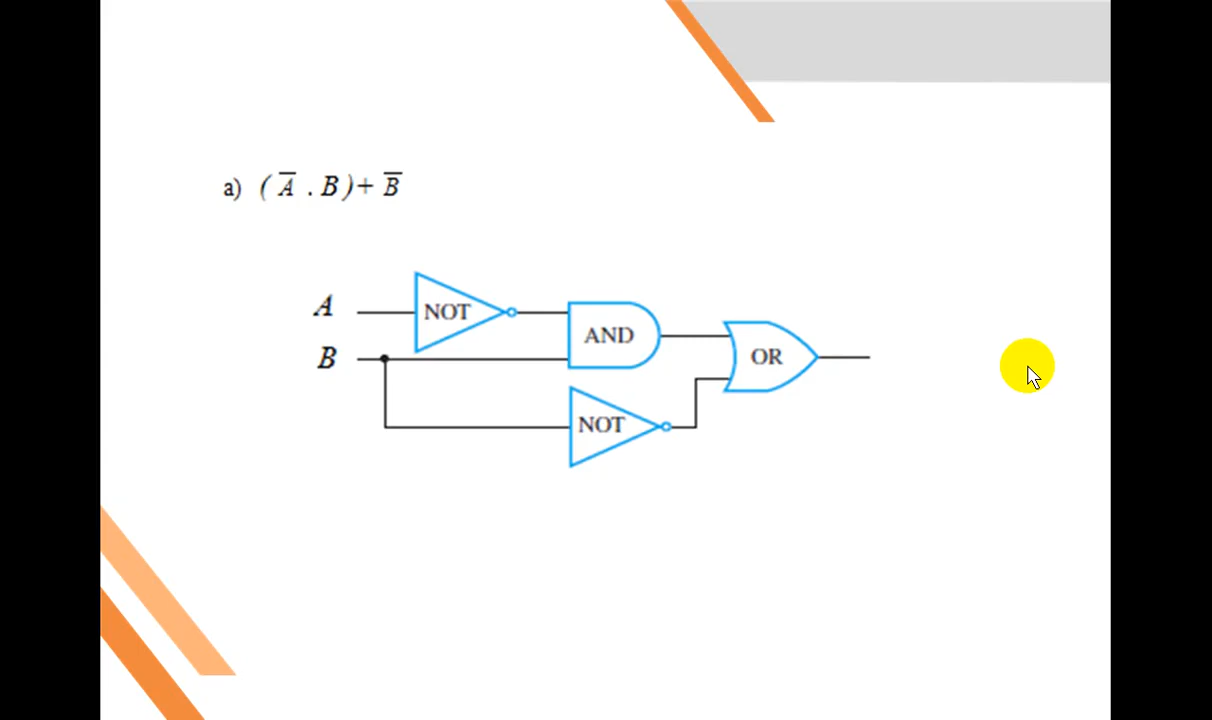 a) (A̅ . B)+ B̅
A
NOT
AND
OR
B
NOT